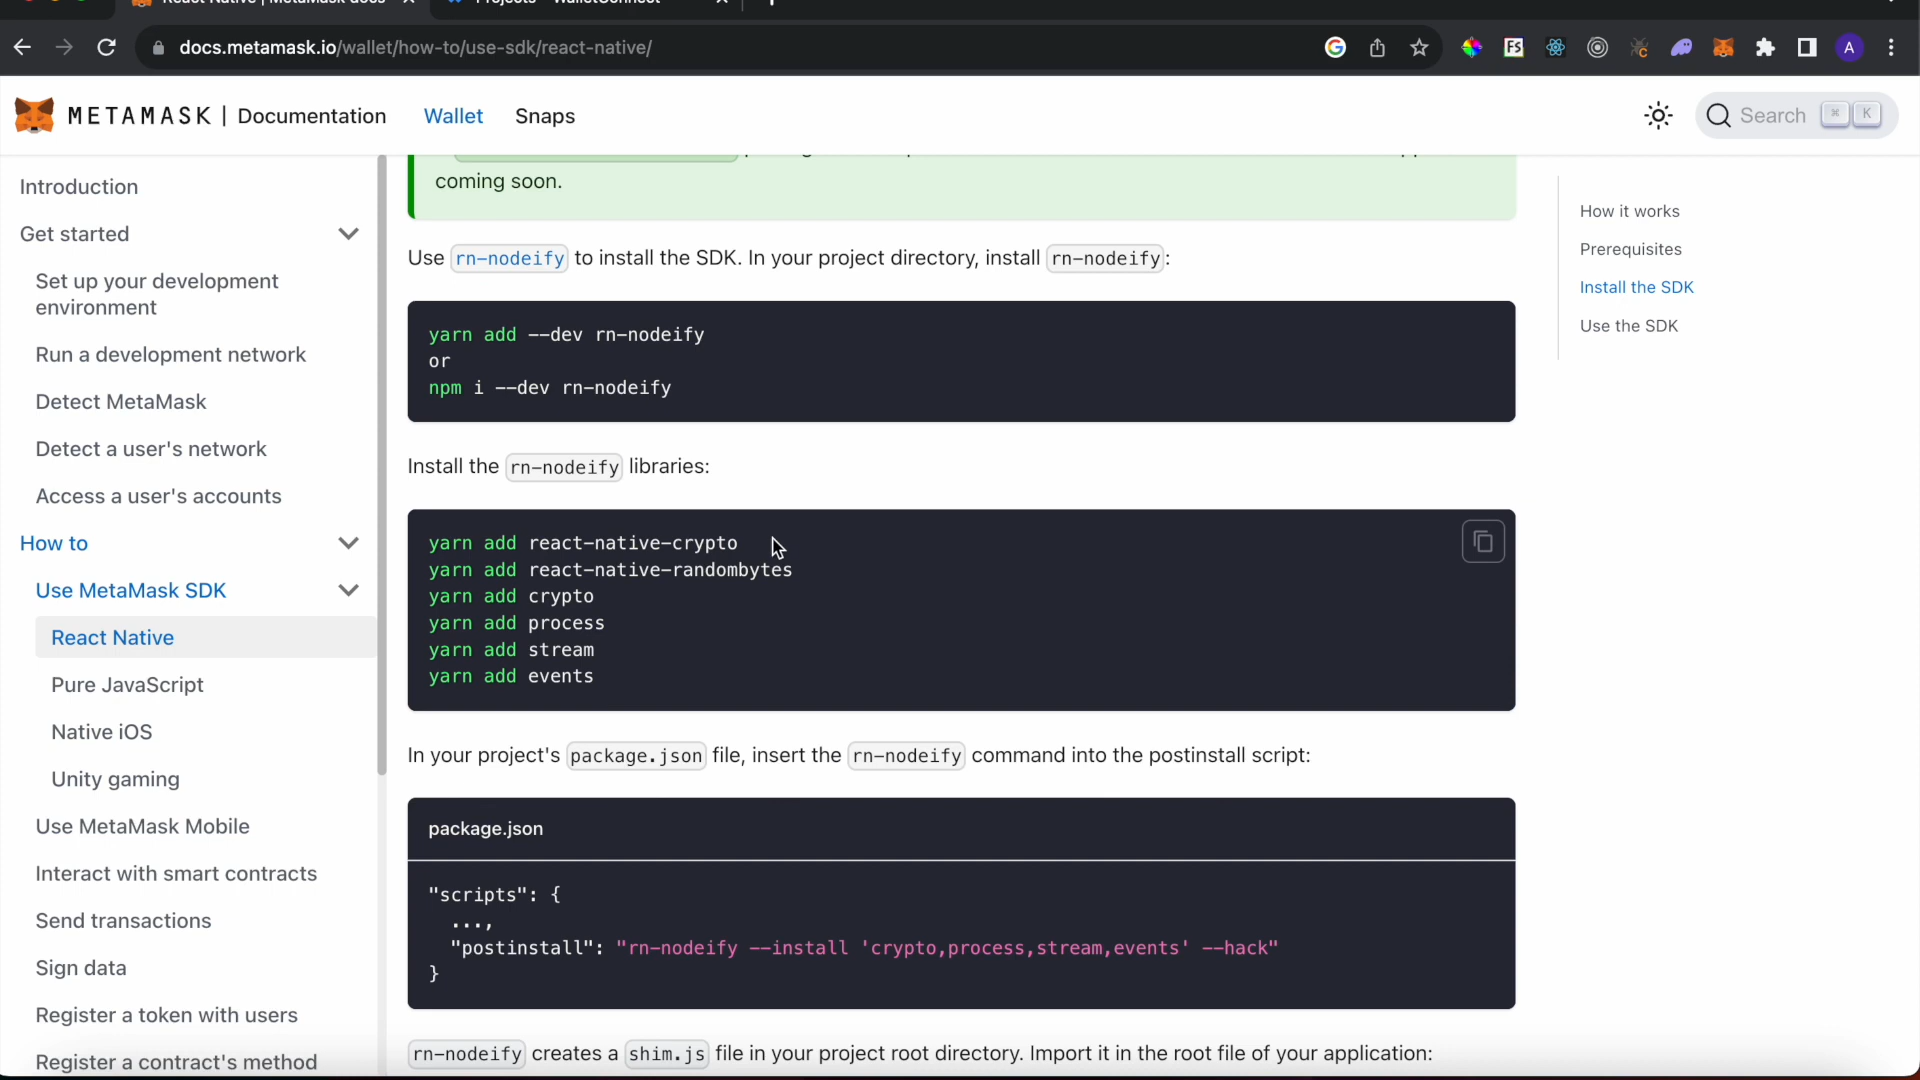 React Native | MetaMask docs
Projects - WalletConnect
docs.metamask.io/wallet/how-to/use-sdk/react-native/
FS
A
METAMASK | Documentation
Wallet
Snaps
Search
⌘ K
Introduction
Get started
Set up your development
environment
Run a development network
Detect MetaMask
Detect a user's network
Access a user's accounts
How to
Use MetaMask SDK
React Native
Pure JavaScript
Native iOS
Unity gaming
Use MetaMask Mobile
Interact with smart contracts
Send transactions
Sign data
Register a token with users
Register a contract's method
coming soon.
Use rn-nodeify to install the SDK. In your project directory, install rn-nodeify:
yarn add --dev rn-nodeify
or
npm i --dev rn-nodeify
Install the rn-nodeify libraries:
yarn add react-native-crypto
yarn add react-native-randombytes
yarn add crypto
yarn add process
yarn add stream
yarn add events
In your project's package.json file, insert the rn-nodeify command into the postinstall script:
package.json
"scripts": {
...,
"postinstall": "rn-nodeify --install 'crypto,process,stream,events' --hack"
}
rn-nodeify creates a shim.js file in your project root directory. Import it in the root file of your application:
How it works
Prerequisites
Install the SDK
Use the SDK